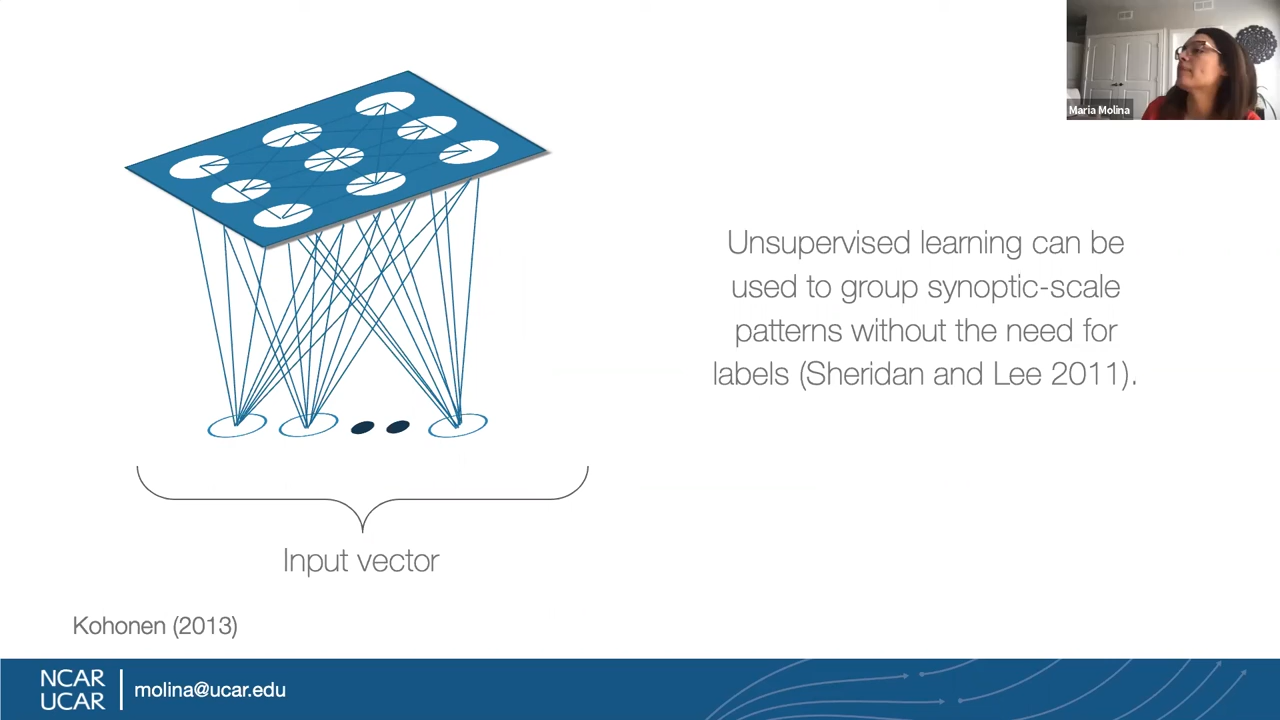 Maria Molina
Unsupervised learning can be
used to group synoptic-scale
patterns without the need for
labels (Sheridan and Lee 2011).
Input vector
Kohonen (2013)
NCAR
UCAR
molina@ucar.edu